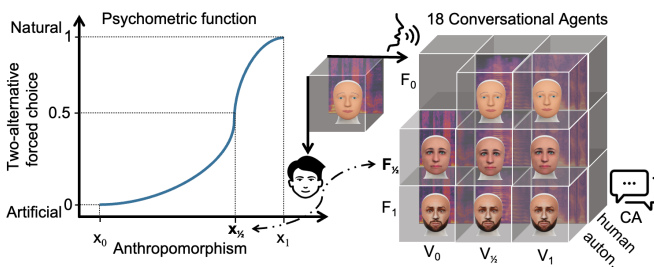 Psychometric function
Natural
1
0.5
Artificial 0
Two-alternative
forced choice
x₀
x½
x₁
Anthropomorphism
18 Conversational Agents
F₀
F½
F₁
V₀
V½
V₁
...
CA
human
auton.